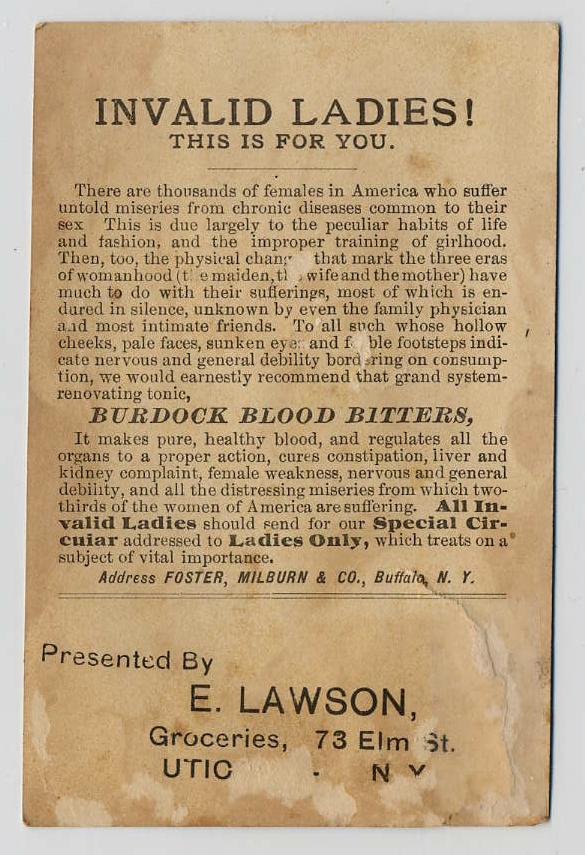 INVALID LADIES!
THIS IS FOR YOU.
There are thousands of females in America who suffer
untold miseries from chronic diseases common to their
sex This is due largely to the peculiar habits of life
and fashion, and the improper training of girlhood.
Then, too, the physical that mark the three eras
of womanhood ( maiden, wife and the mother) have
much to do with their sufferings, most of which is en-
dured in silence, unknown by even the family physician
and most intimate friends. To all such whose hollow
cheeks, pale faces, sunken eyes and footsteps indi-
cate nervous and general debility bordering on consump-
tion, we would earnestly recommend that grand system-
renovating tonic,
BURDOCK BLOOD BITTERS,
It makes pure, healthy blood, and regulates all the
organs to a proper action, cures constipation, liver and
kidney complaint, female weakness, nervous and general
debility, and all the distressing miseries from which two-
thirds of the women of America are suffering. All In-
valid Ladies should send for our Special Cir-
cular addressed to Ladies Only, which treats on a
subject of vital importance.
Address FOSTER, MILBURN & CO., Buffalo, N. Y.
Presented By
E. LAWSON,
Groceries, 73 Elm St.
UTIC N Y